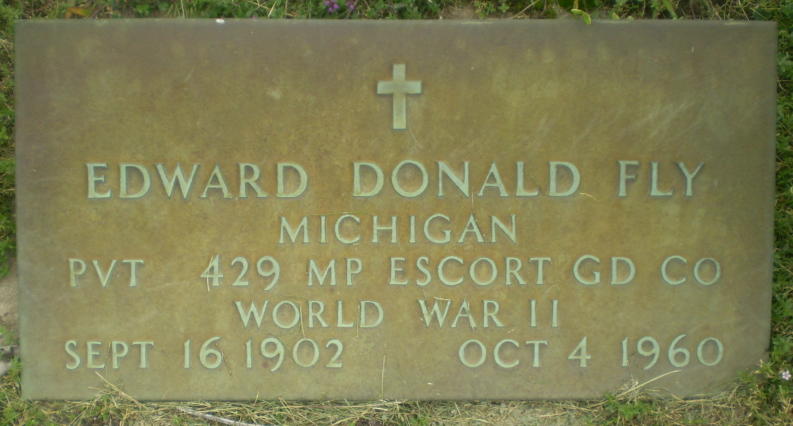 EDWARD DONALD FLY
MICHIGAN
PVT 429 MP ESCORT GD CO
WORLD WAR II
SEPT 16 1902 OCT 4 1960